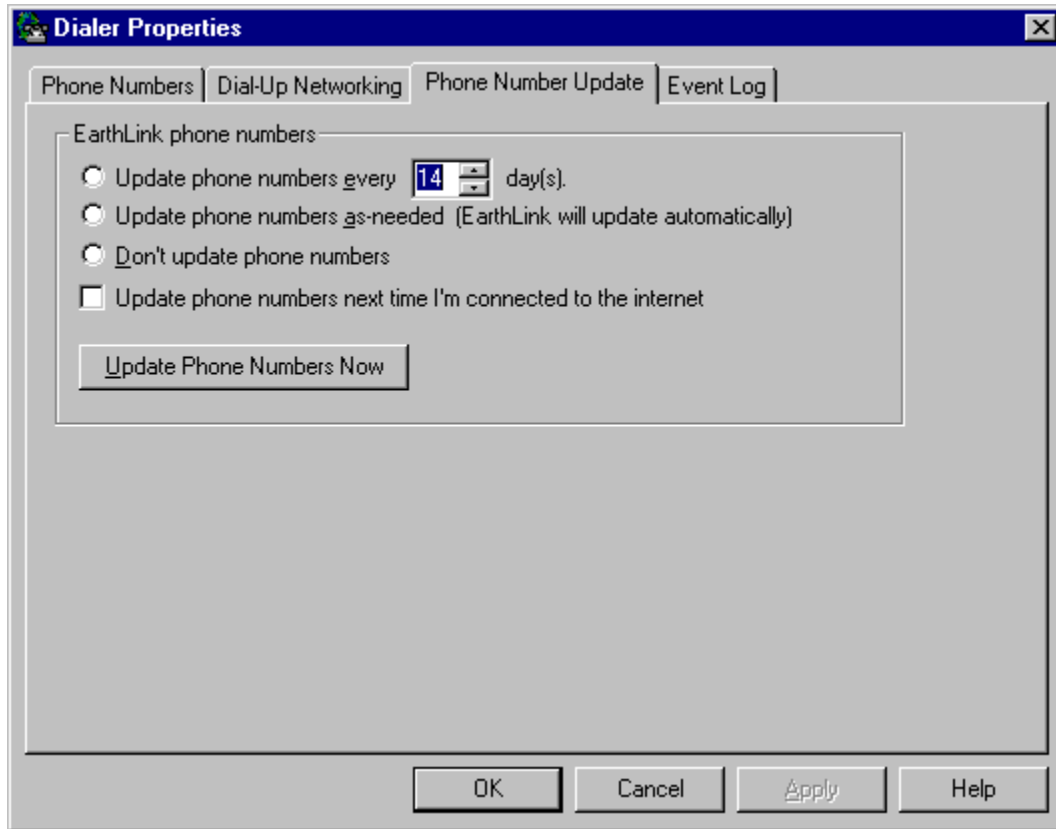 Dialer Properties
Phone Numbers Dial-Up Networking Phone Number Update Event Log
EarthLink phone numbers
Update phone numbers every 14 day(s).
Update phone numbers as-needed (EarthLink will update automatically)
Don't update phone numbers
Update phone numbers next time I'm connected to the internet
Update Phone Numbers Now
OK Cancel Apply Help